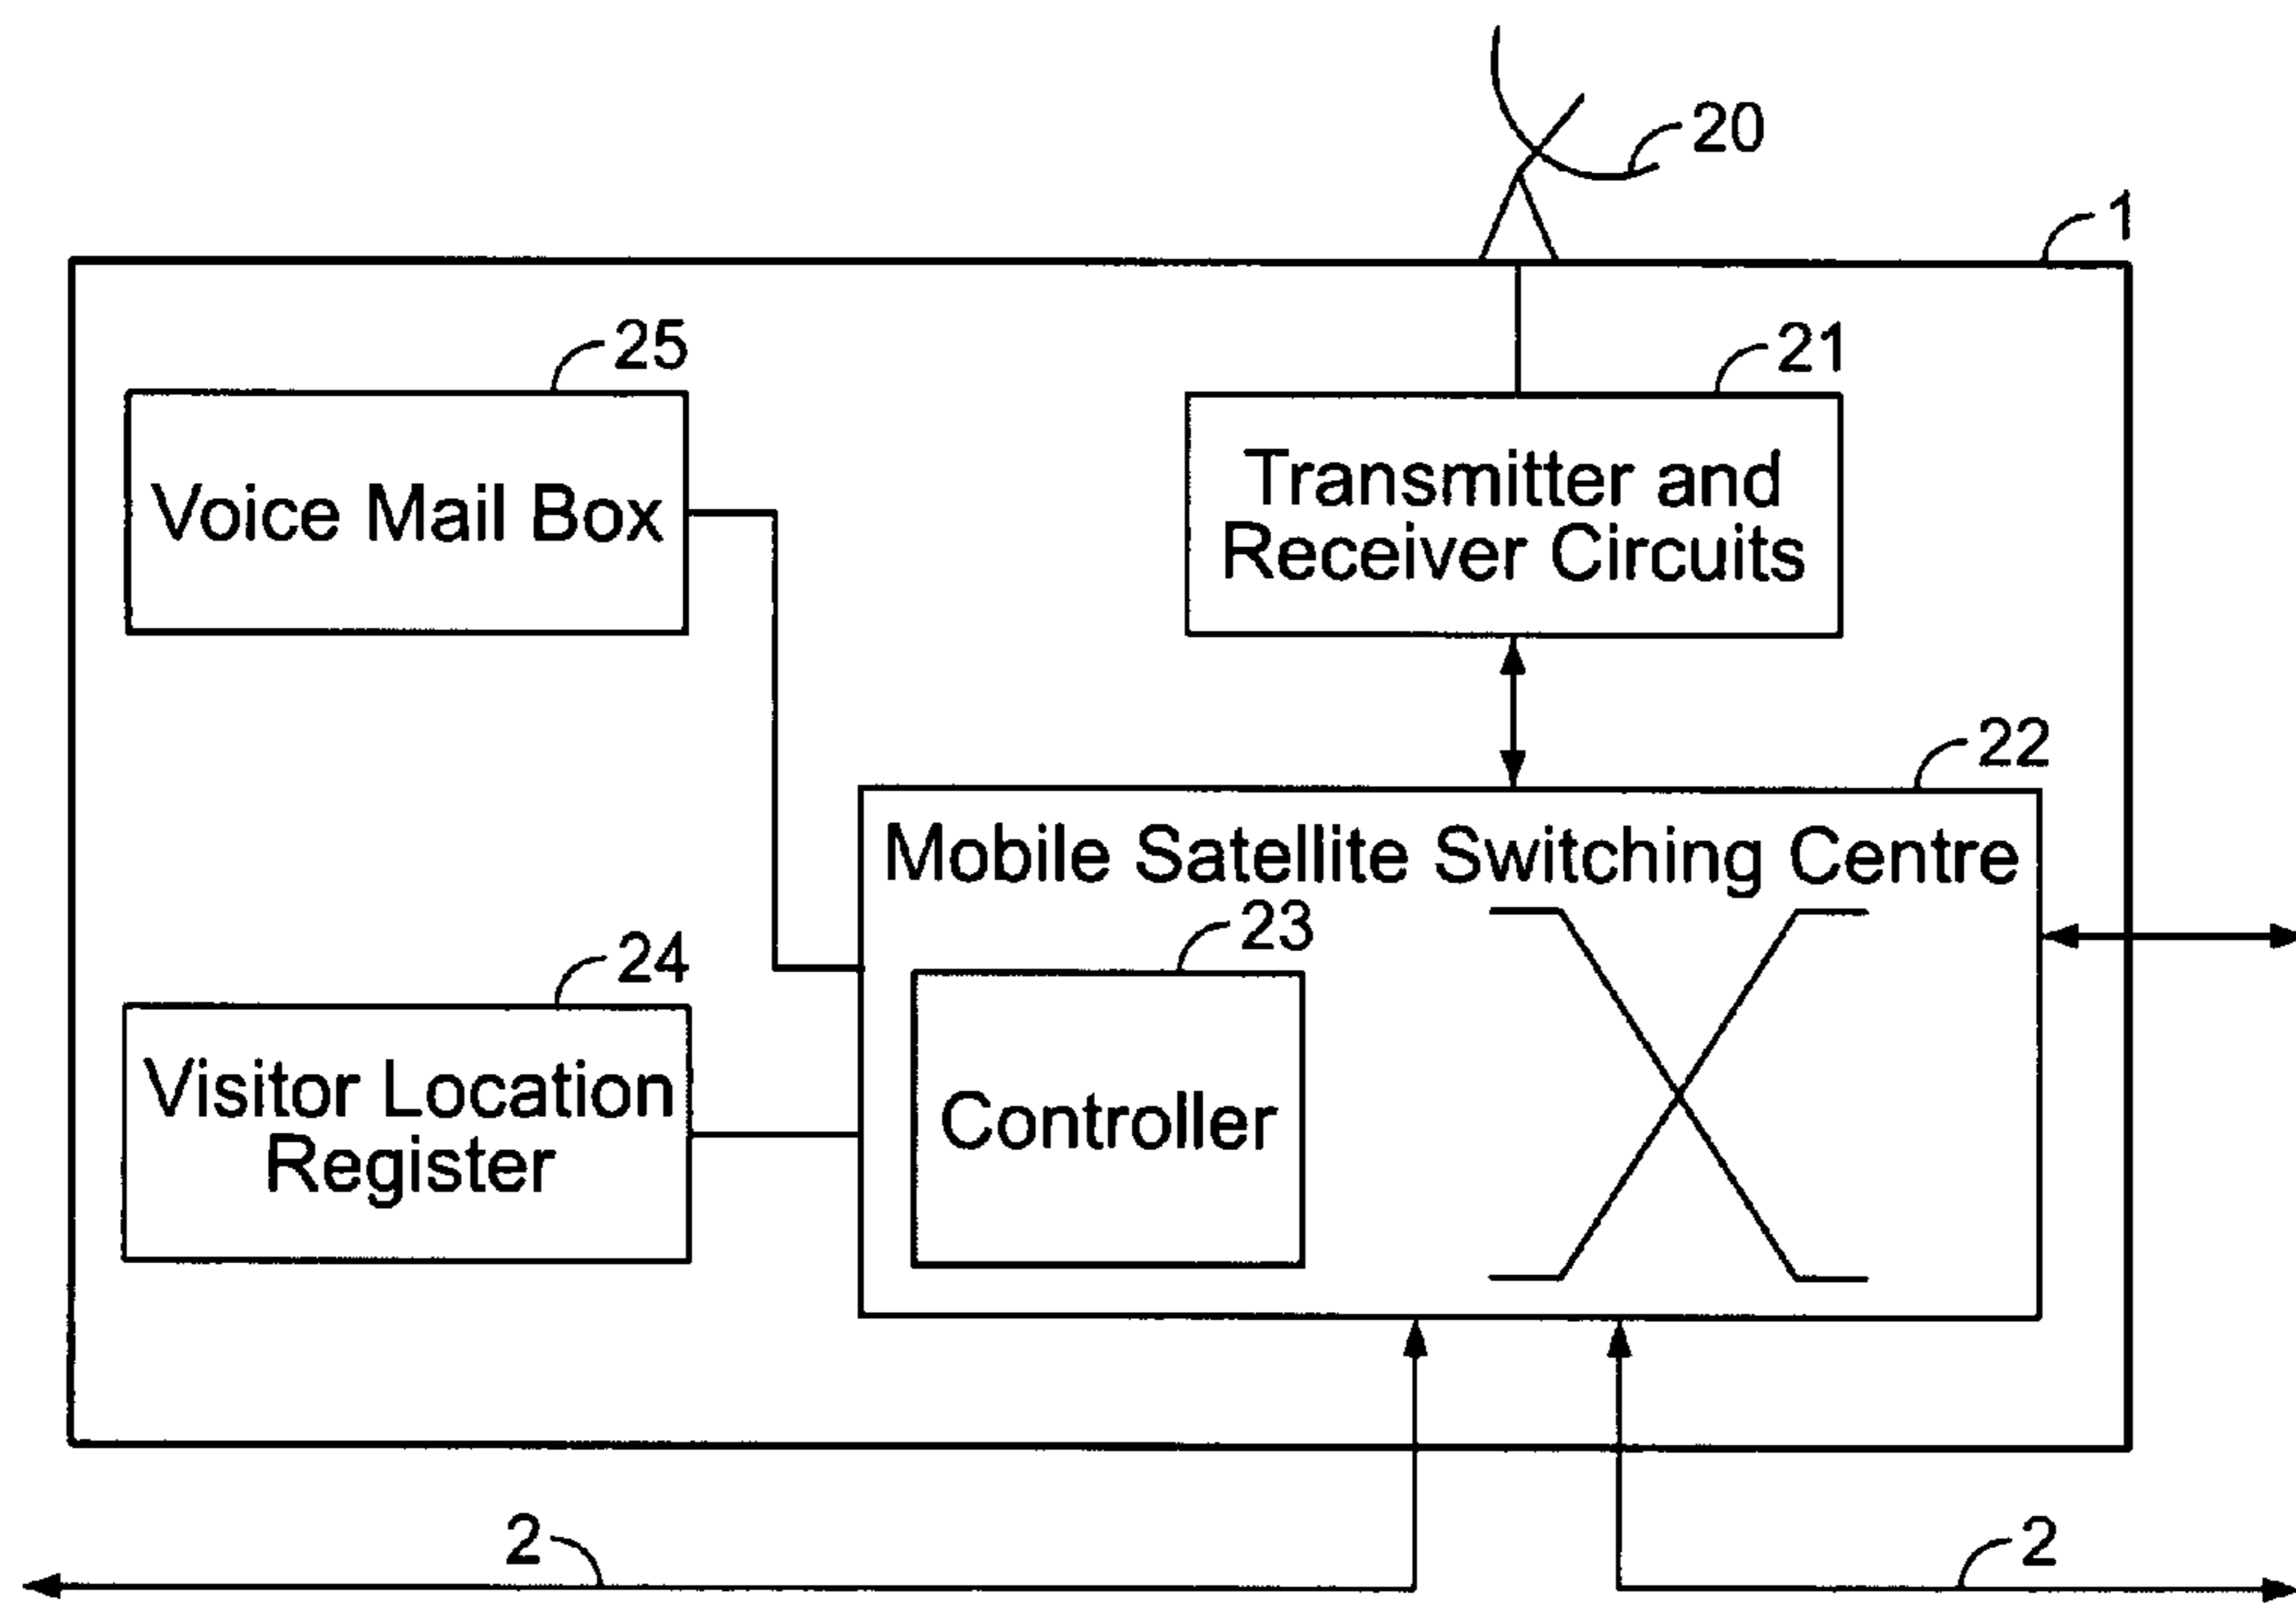 20
1
25
21
Voice Mail Box
Transmitter and
Receiver Circuits
22
Mobile Satellite Switching Centre
23
24
Visitor Location
Register
Controller
2
2